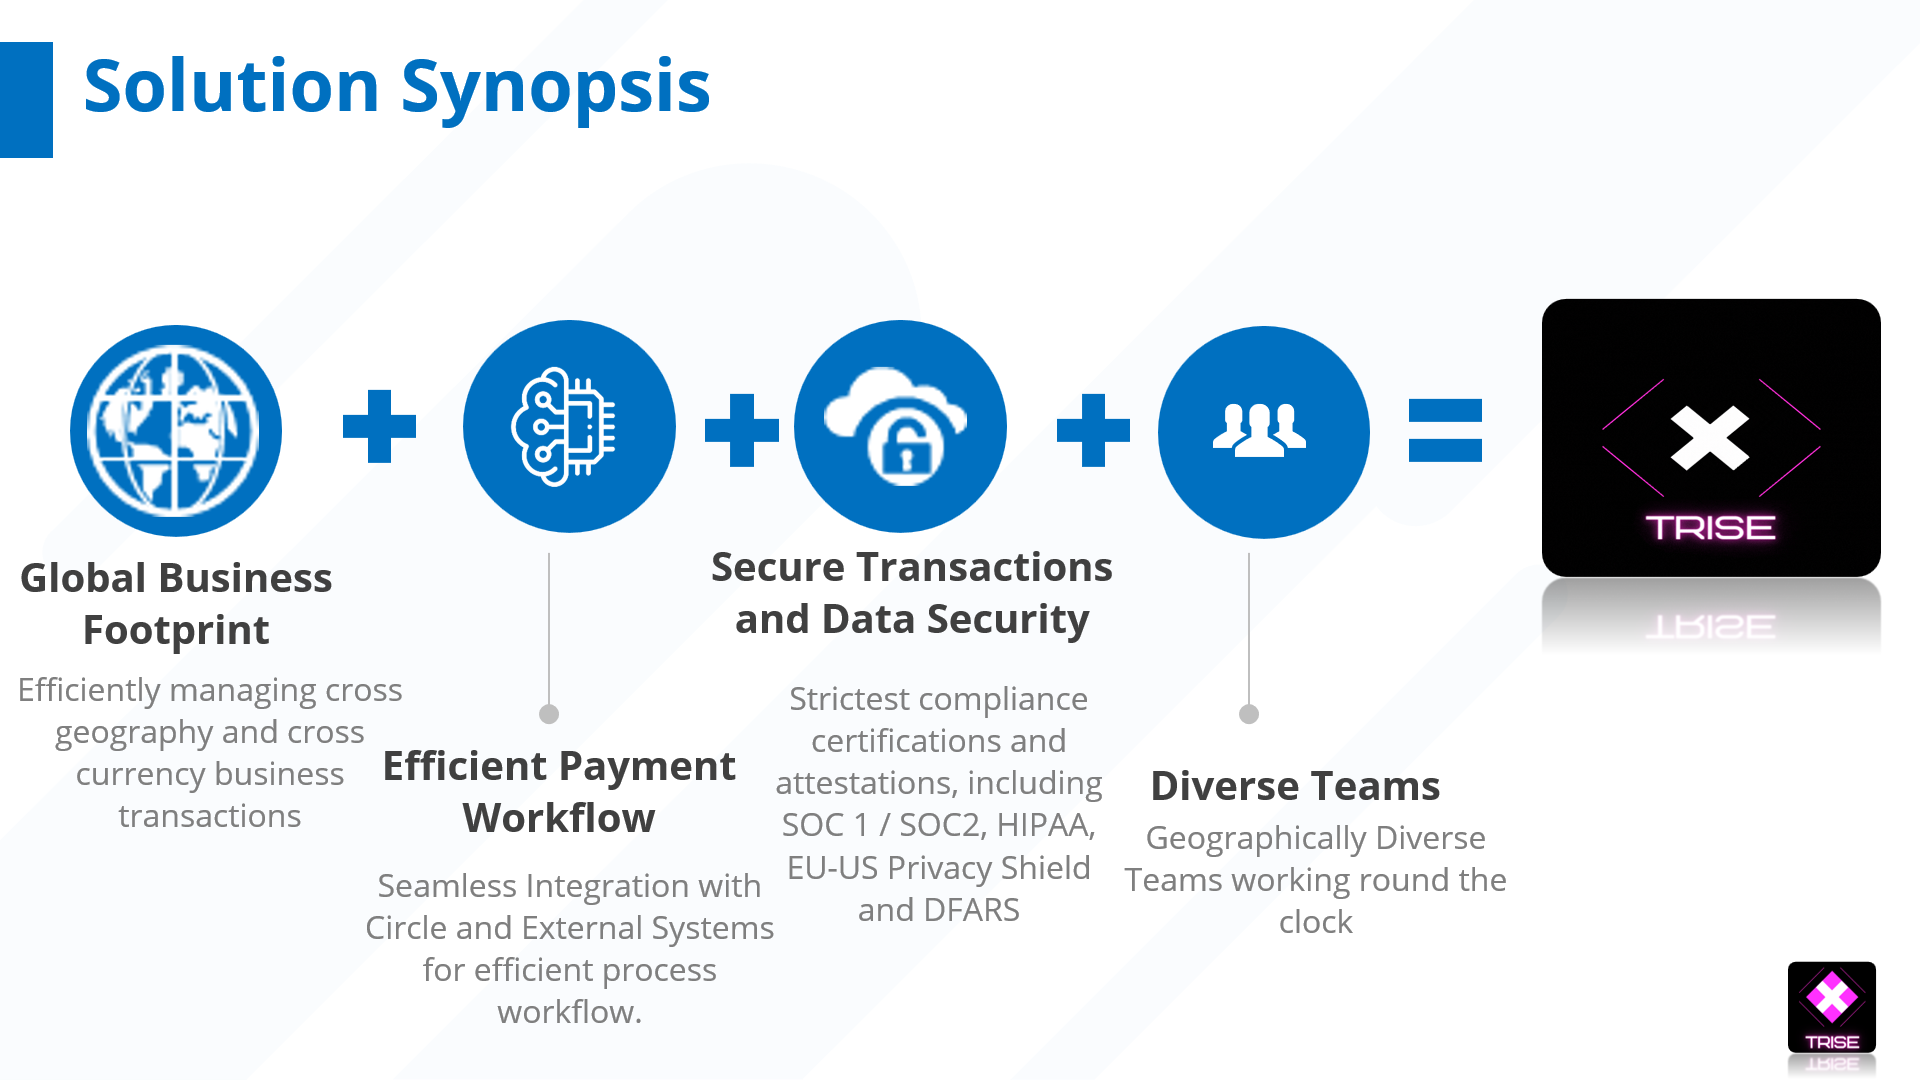 Solution Synopsis
Global Business
Footprint
Efficiently managing cross
geography and cross
currency business
transactions
Efficient Payment
Workflow
Seamless Integration with
Circle and External Systems
for efficient process
workflow.
Secure Transactions
and Data Security
Strictest compliance
certifications and
attestations, including
SOC 1 / SOC2, HIPAA,
EU-US Privacy Shield
and DFARS
Diverse Teams
Geographically Diverse
Teams working round the
clock
TRISE
TRISE